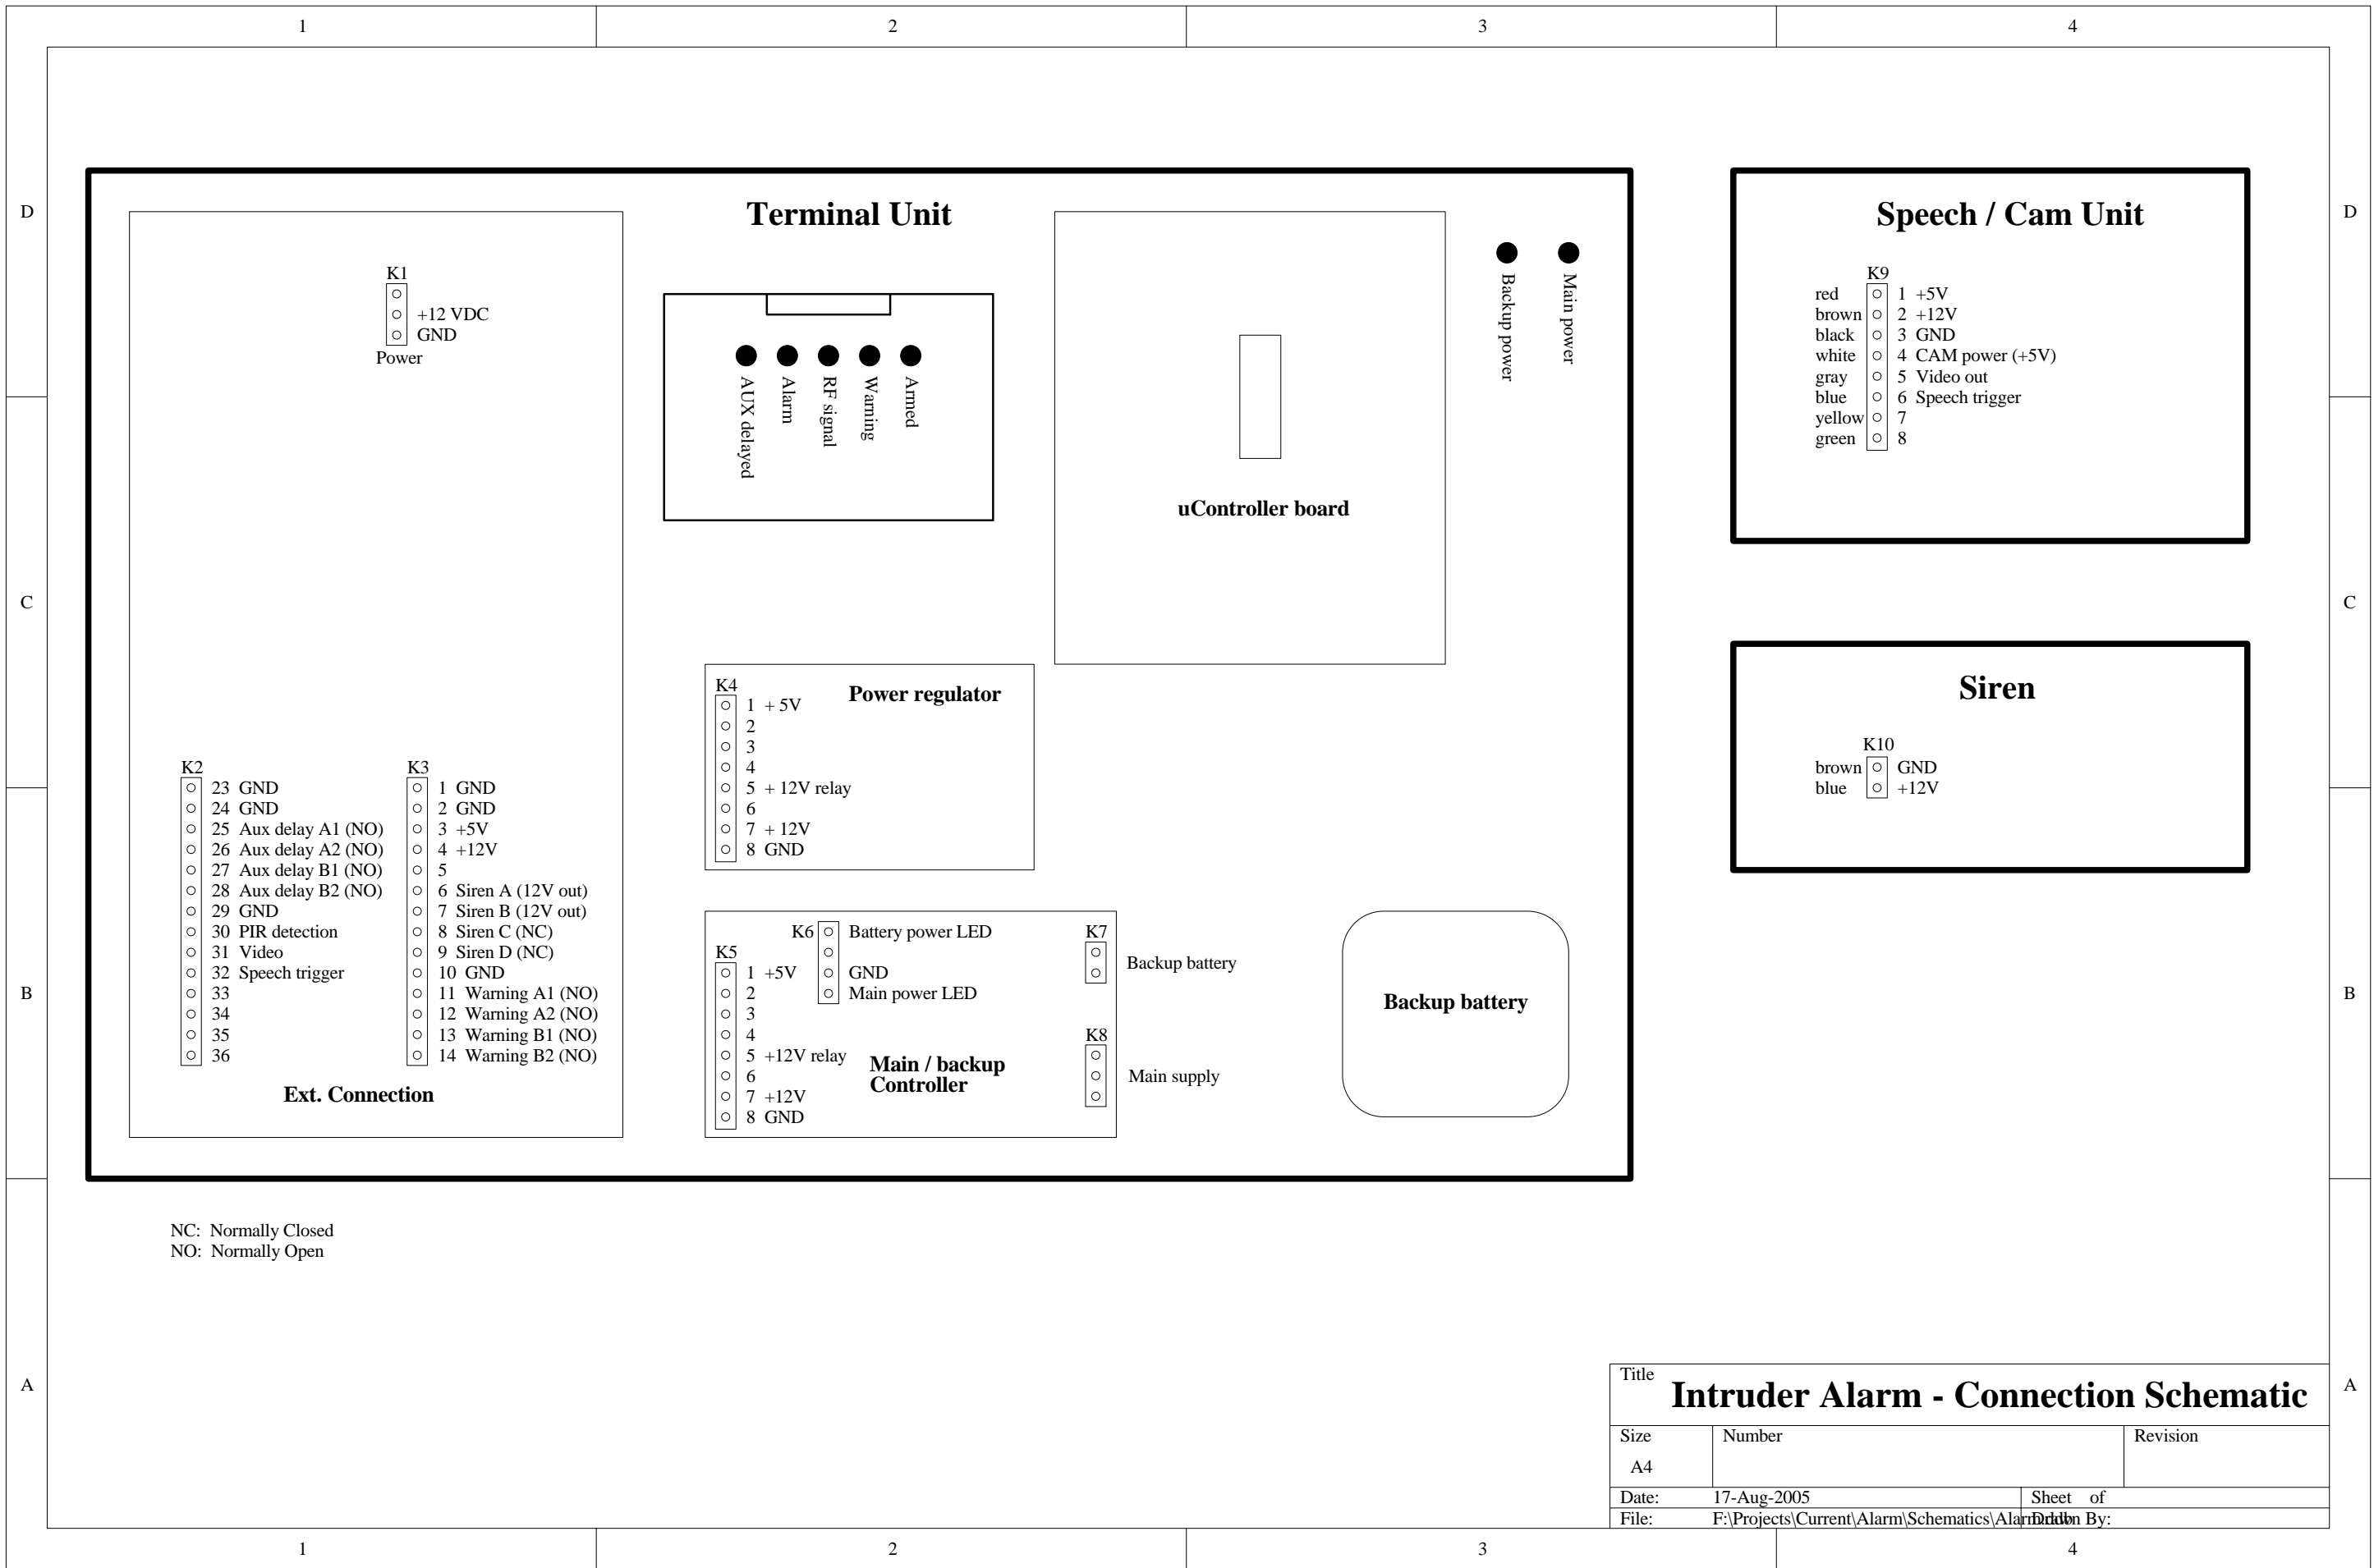 1 2 3 4
D D
C C
B B
A A
Terminal Unit
K1
+12 VDC
GND
Power
AUX delayed
Alarm
RF signal
Warning
Armed
uController board
Backup power
Main power
K2
23 GND
24 GND
25 Aux delay A1 (NO)
26 Aux delay A2 (NO)
27 Aux delay B1 (NO)
28 Aux delay B2 (NO)
29 GND
30 PIR detection
31 Video
32 Speech trigger
33
34
35
36
K3
1 GND
2 GND
3 +5V
4 +12V
5
6 Siren A (12V out)
7 Siren B (12V out)
8 Siren C (NC)
9 Siren D (NC)
10 GND
11 Warning A1 (NO)
12 Warning A2 (NO)
13 Warning B1 (NO)
14 Warning B2 (NO)
Ext. Connection
K4
Power regulator
1 + 5V
2
3
4
5 + 12V relay
6
7 + 12V
8 GND
K6
Battery power LED
GND
Main power LED
K5
1 +5V
2
3
4
5 +12V relay
6
7 +12V
8 GND
Main / backup
Controller
K7
Backup battery
K8
Main supply
Backup battery
Speech / Cam Unit
K9
red 1 +5V
brown 2 +12V
black 3 GND
white 4 CAM power (+5V)
gray 5 Video out
blue 6 Speech trigger
yellow 7
green 8
Siren
K10
brown GND
blue +12V
NC: Normally Closed
NO: Normally Open
Title
Intruder Alarm - Connection Schematic
Size Number Revision
A4
Date: 17-Aug-2005 Sheet of
File: F:\Projects\Current\Alarm\Schematics\ By:
1 2 3 4